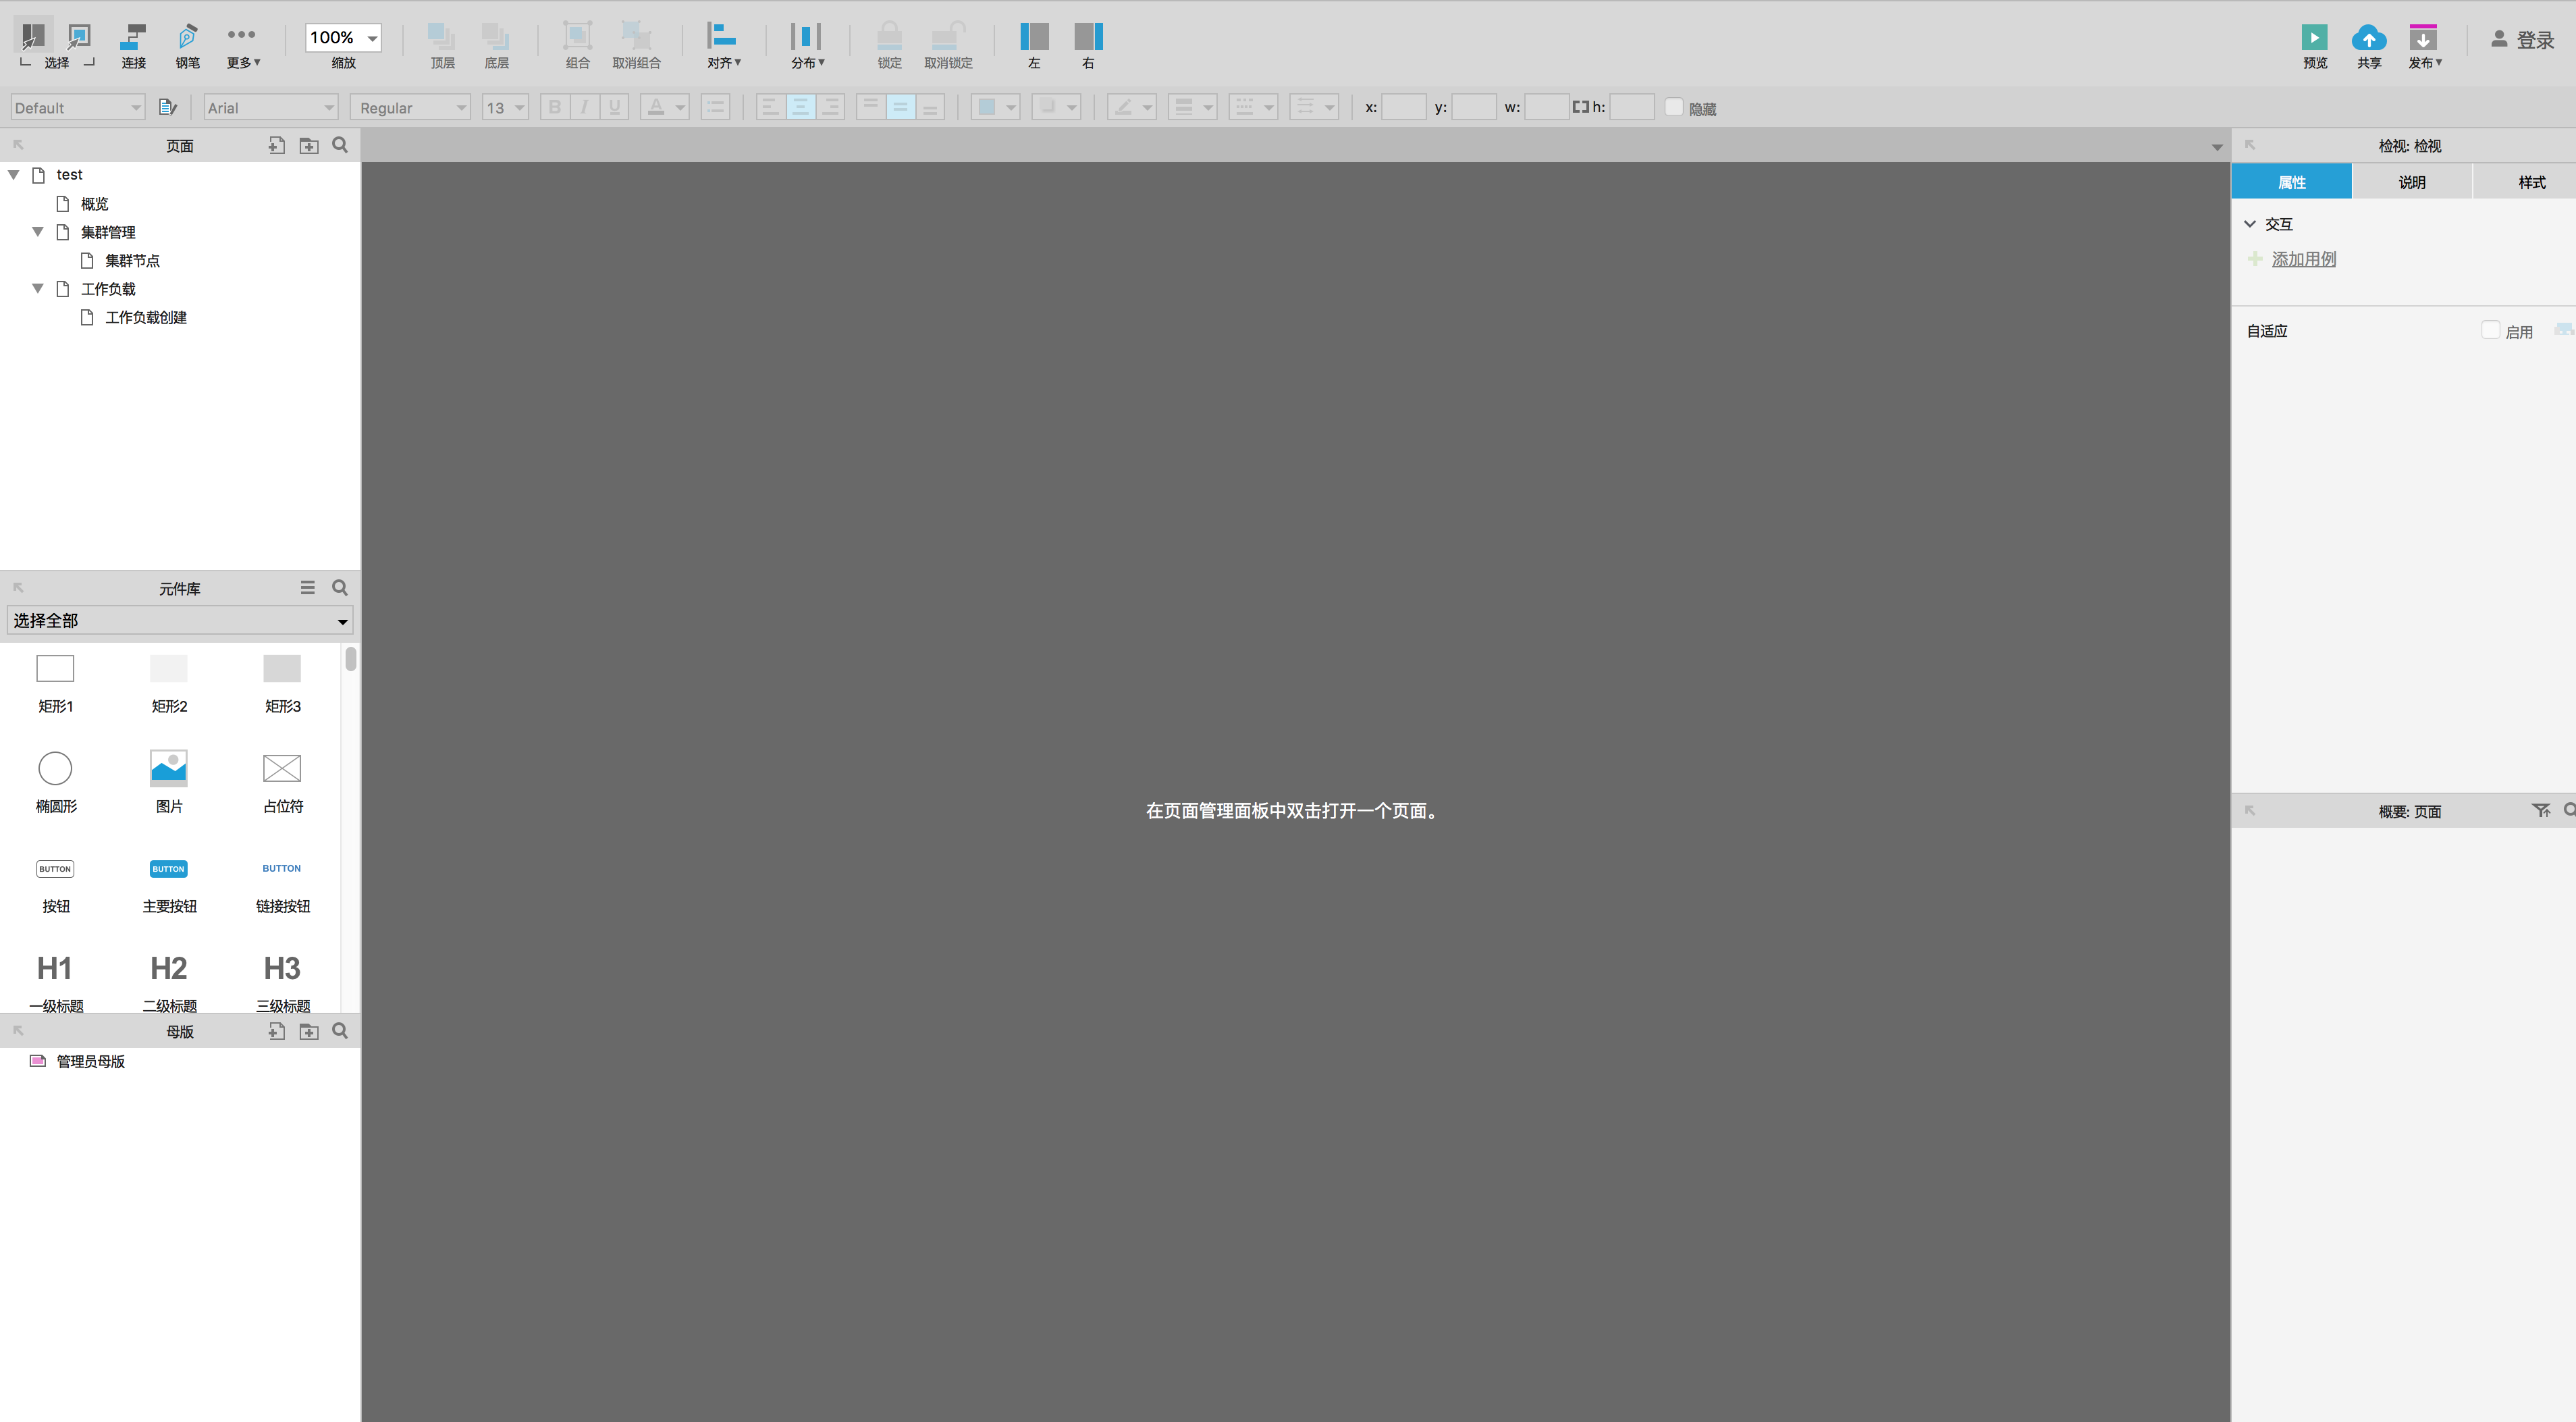 选择 连接 钢笔 更多 100% 缩放 顶层 底层 组合 取消组合 对齐 分布 锁定 取消锁定 左 右 预览 共享 发布 登录
Default Arial Regular 13 B I U A x: y: w: h: 隐藏
页面
test
概览
集群管理
集群节点
工作负载
工作负载创建
元件库
选择全部
矩形1 矩形2 矩形3
椭圆形 图片 占位符
BUTTON BUTTON BUTTON
按钮 主要按钮 链接按钮
H1 H2 H3
一级标题 二级标题 三级标题
母版
管理员母版
在页面管理面板中双击打开一个页面。
检视: 检视
属性 说明 样式
交互
添加用例
自适应 启用
概要: 页面